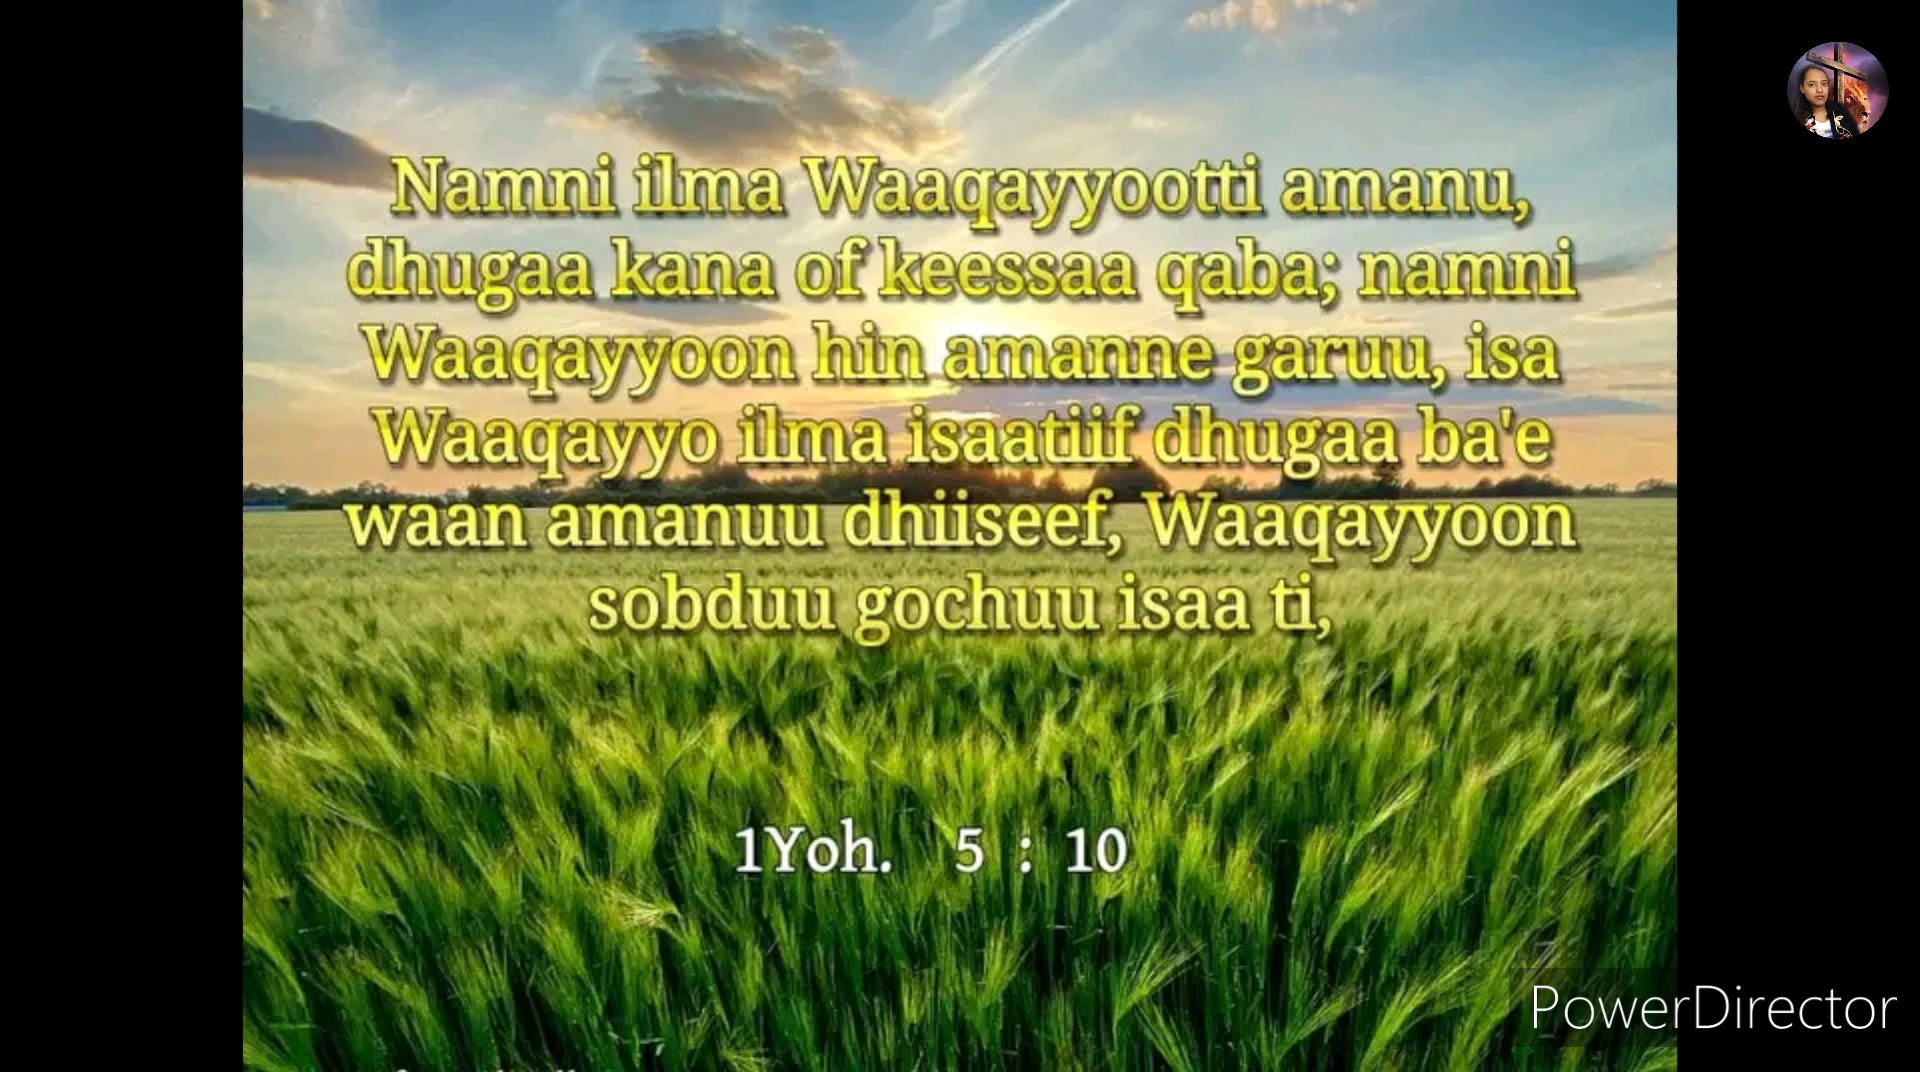 Namni ilma Waaqayyootti amanu,
dhugaa kana of keessaa qaba; namni
Waaqayyoon hin amanne garuu, isa
Waaqayyo ilma isaatiif dhugaa ba'e
waan amanuu dhiiseef, Waaqayyoon
sobduu gochuu isaa ti,
1Yoh. 5 : 10
PowerDirector